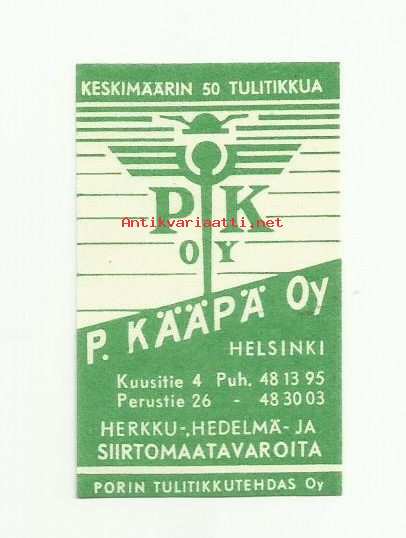 KESKIMÄÄRIN 50 TULITIKKUA
P K
Antikvariaatti.net
OY
P. KÄÄPÄ OY
HELSINKI
Kuusitie 4 Puh. 48 13 95
Perustie 26 - 48 30 03
HERKKU-, HEDELMÄ- JA
SIIRTOMAATAVAROITA
PORIN TULITIKKUTEHDAS Oy